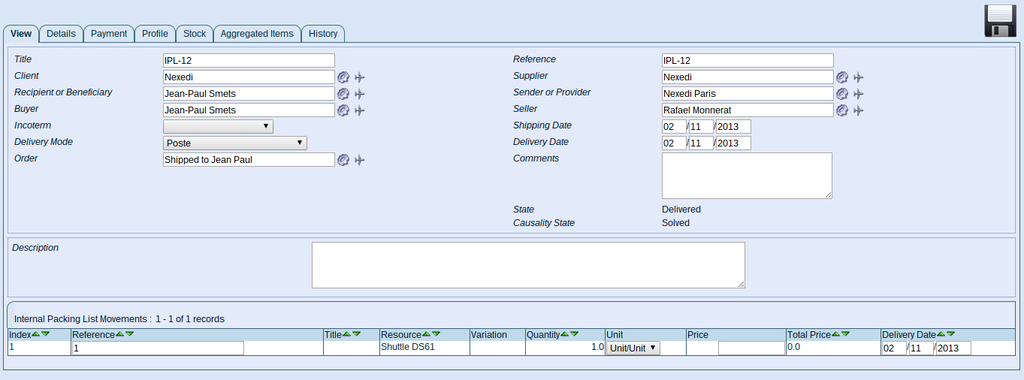 View Details Payment Profile Stock Aggregated Items History
Title IPL-12 Reference IPL-12
Client Nexedi Supplier Nexedi
Recipient or Beneficiary Jean-Paul Smets Sender or Provider Nexedi Paris
Buyer Jean-Paul Smets Seller Rafael Monnerat
Incoterm Shipping Date 02 / 11 / 2013
Delivery Mode Poste Delivery Date 02 / 11 / 2013
Order Shipped to Jean Paul Comments
State Delivered
Causality State Solved
Description
Internal Packing List Movements : 1 - 1 of 1 records
Index Reference Title Resource Variation Quantity Unit Price Total Price Delivery Date
1 1 Shuttle DS61 1.0 Unit/Unit 0.0 02 / 11 / 2013